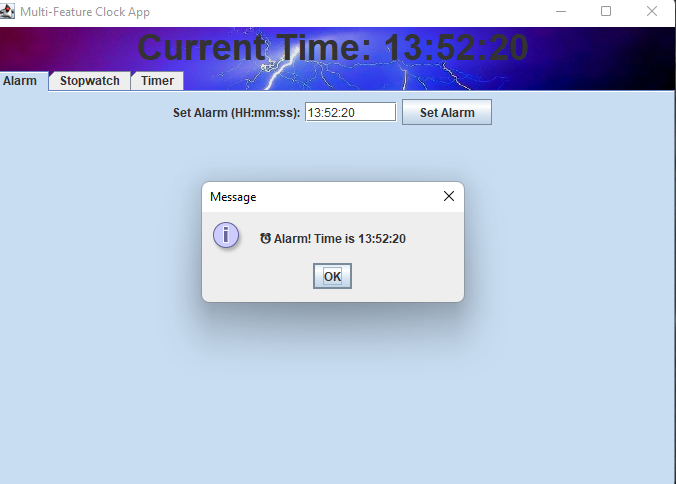 Multi-Feature Clock App
Current Time: 13:52:20
Alarm Stopwatch Timer
Set Alarm (HH:mm:ss): 13:52:20 Set Alarm
Message
⏰ Alarm! Time is 13:52:20
OK